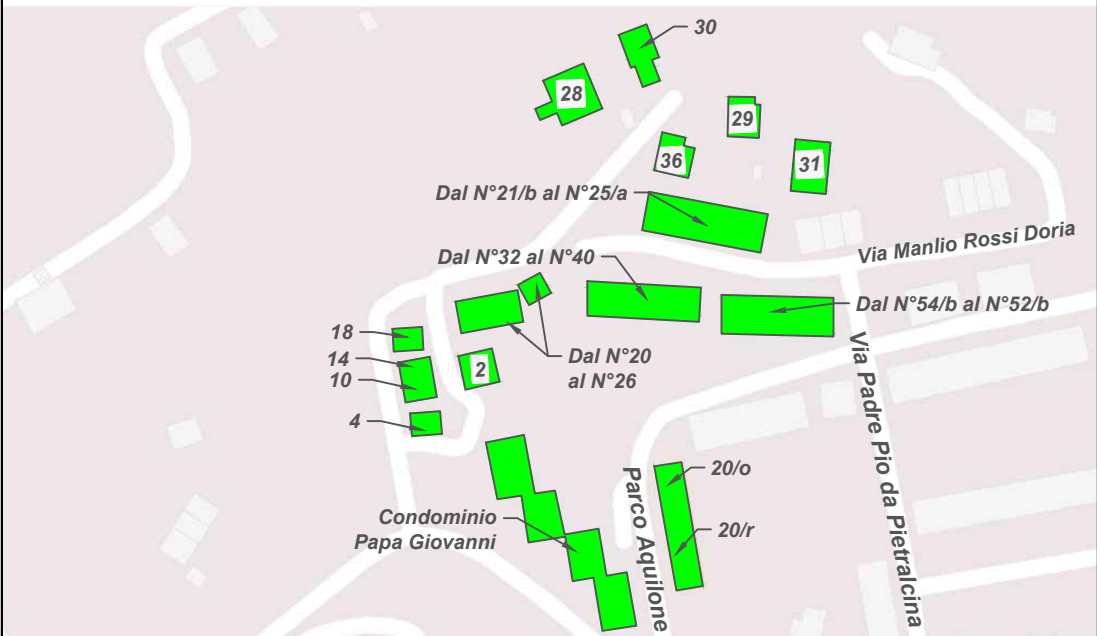 30
28
29
36
31
Dal N°21/b al N°25/a
Via Manlio Rossi Doria
Dal N°32 al N°40
Dal N°54/b al N°52/b
18
14
10
2
Dal N°20
al N°26
4
Via Padre Pio da Pietralcina
Parco Aquilone
20/o
20/r
Condominio
Papa Giovanni